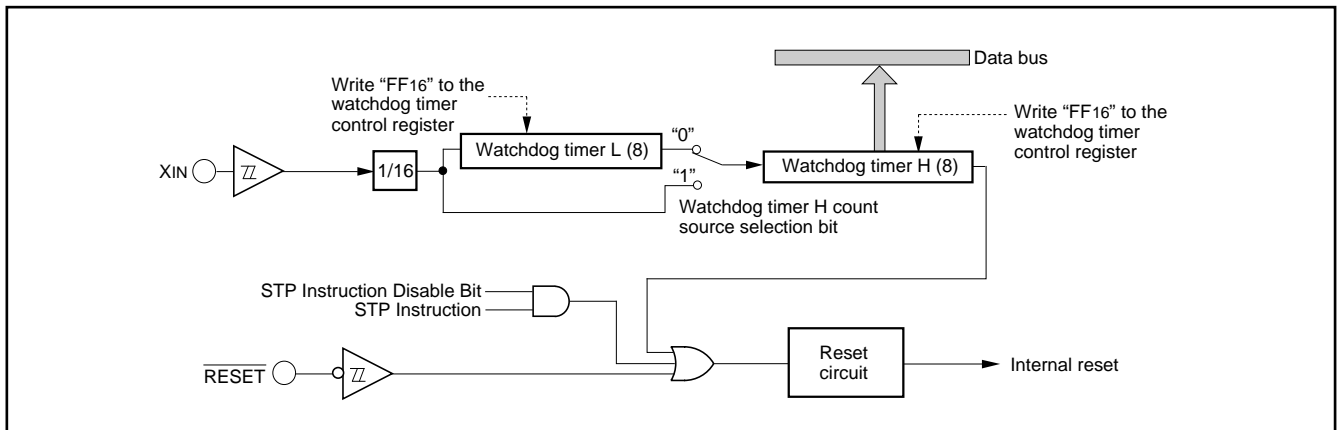 Data bus
Write “FF16” to the
watchdog timer
control register
Write “FF16” to the
watchdog timer
control register
“0”
Watchdog timer L (8)
Watchdog timer H (8)
XIN
1/16
“1”
Watchdog timer H count
source selection bit
STP Instruction Disable Bit
STP Instruction
RESET
Reset
circuit
Internal reset